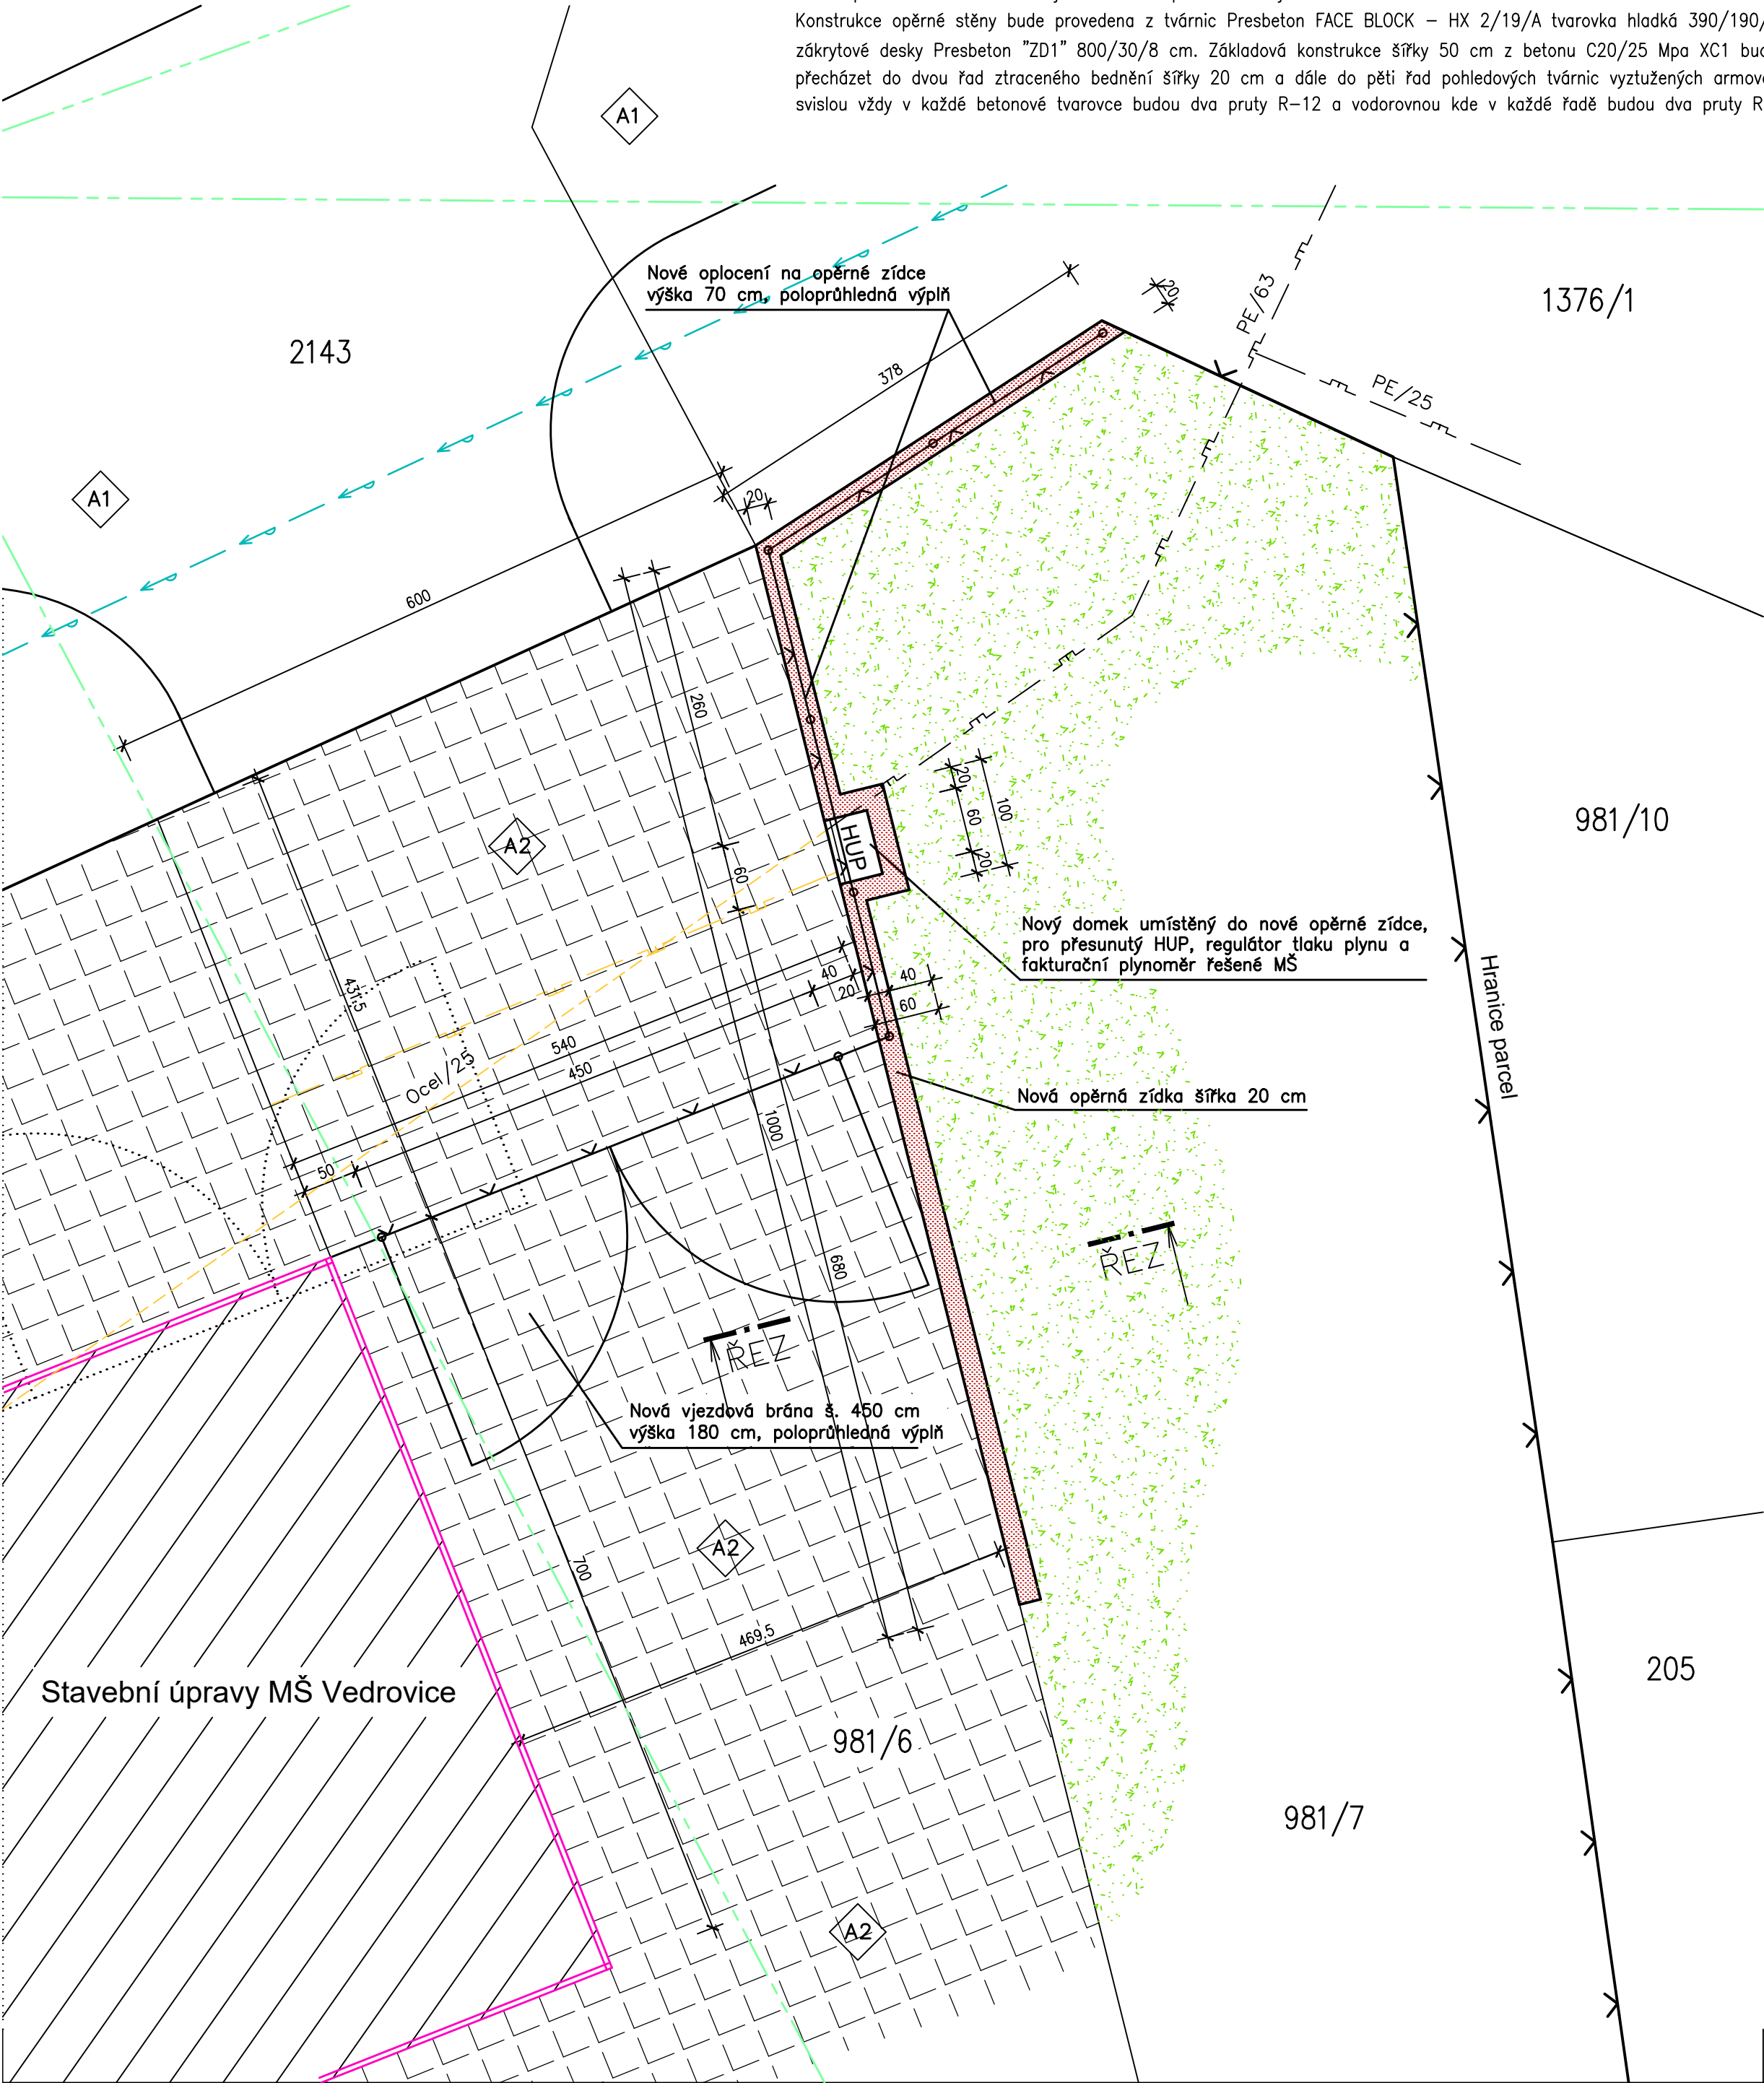 Konstrukce opěrné stěny bude provedena z tvárnic Presbeton FACE BLOCK – HX 2/19/A tvarovka hladká 390/190/
zákrytové desky Presbeton "ZD1" 800/30/8 cm. Základová konstrukce šířky 50 cm z betonu C20/25 Mpa XC1
přecházet do dvou řad ztraceného bednění šířky 20 cm a dále do pěti řad pohledových tvárnic vyztužených
svislou vždy v každé betonové tvarovce budou dva pruty R–12 a vodorovnou kde v každé řadě budou dva pruty
A1
Nové oplocení na opěrné zídce
výška 70 cm, poloprůhledná výplň
20
PE/63
1376/1
2143
378
PE/25
A1
20
600
260
20
60
100
20
981/10
A2
HUP
60
Nový domek umístěný do nové opěrné zídce,
pro přesunutý HUP, regulátor tlaku plynu a
fakturační plynoměr řešené MŠ
Hranice parcel
431.5
40
20
40
60
540
450
Ocel/25
Nová opěrná zídka šířka 20 cm
1000
50
680
ŘEZ
ŘEZ
Nová vjezdová brána š. 450 cm
výška 180 cm, poloprůhledná výplň
A2
700
469.5
205
Stavební úpravy MŠ Vedrovice
981/6
981/7
A2